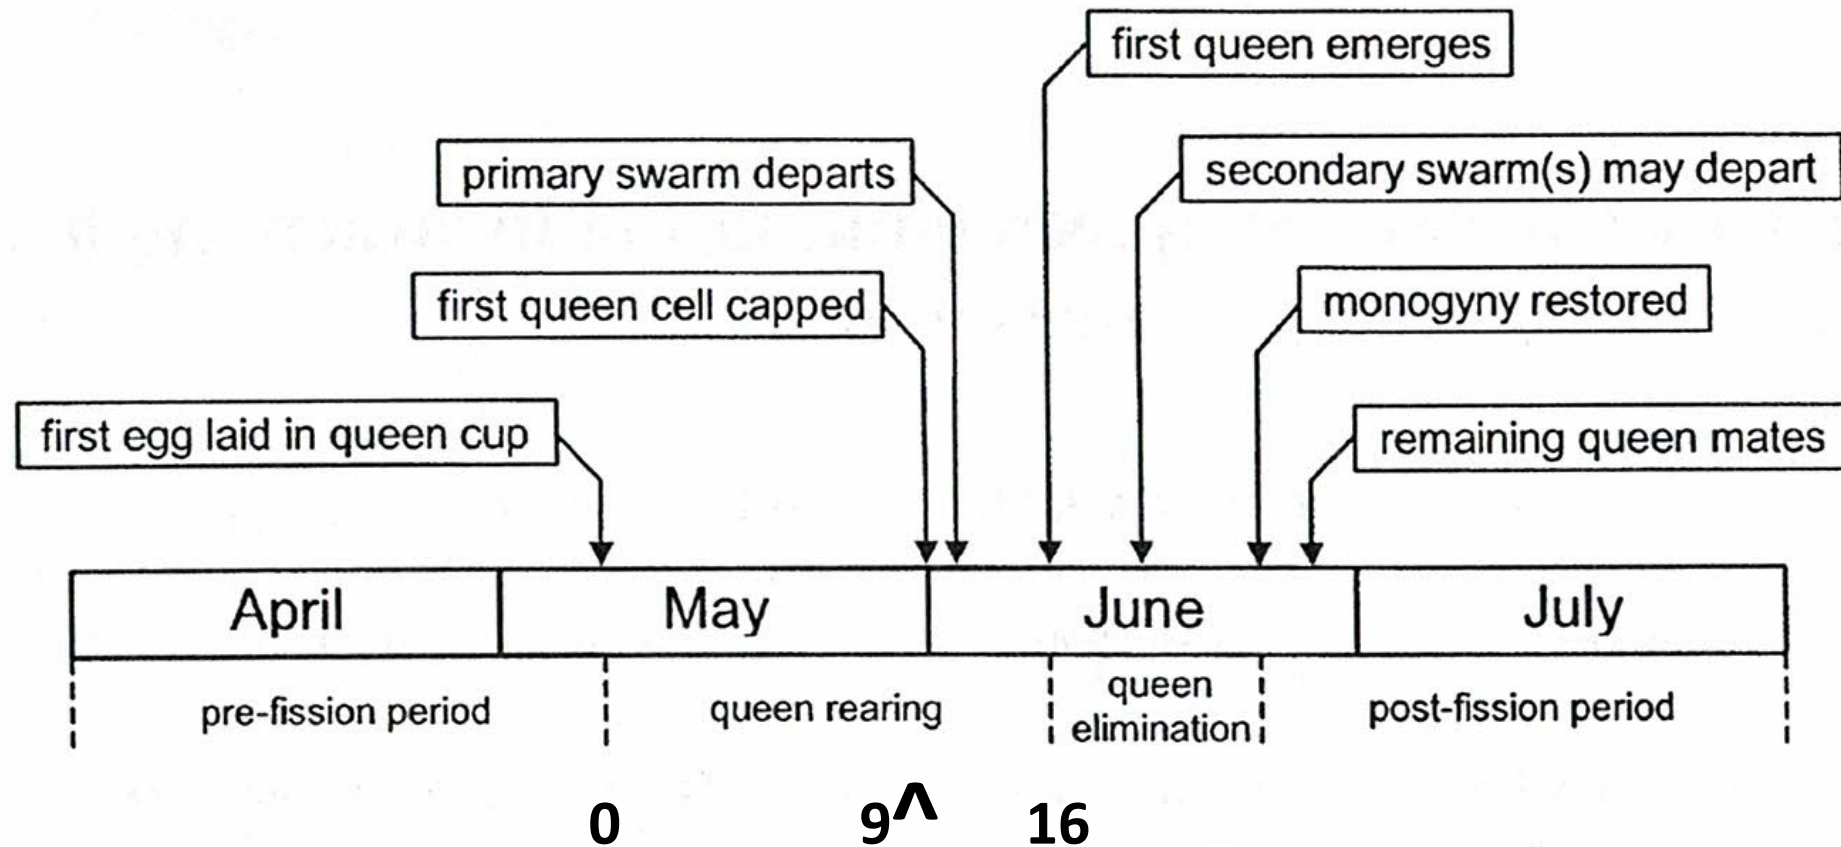 first queen emerges
primary swarm departs
secondary swarm(s) may depart
first queen cell capped
monogyny restored
first egg laid in queen cup
remaining queen mates
April
May
June
July
pre-fission period
queen rearing
queen
elimination
post-fission period
0
9^
16